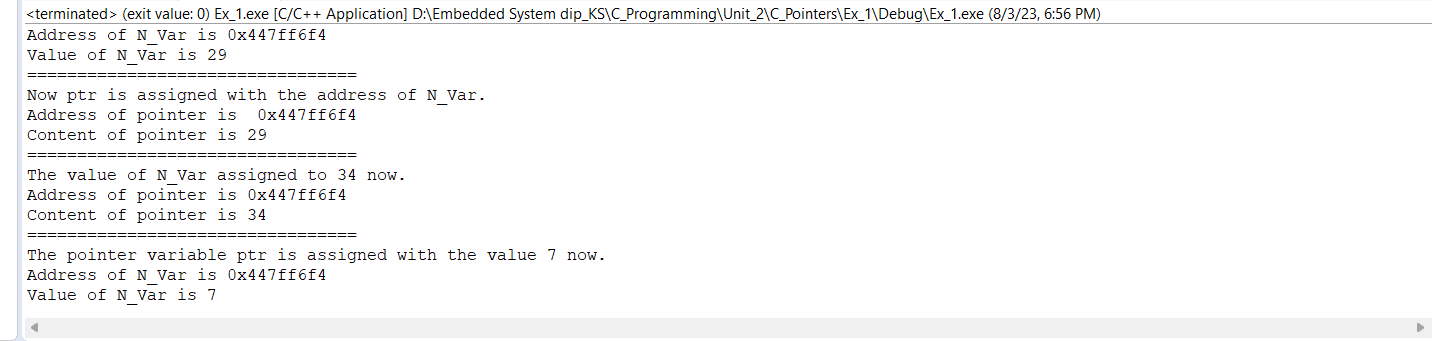 <terminated> (exit value: 0) Ex_1.exe [C/C++ Application] D:\Embedded System dip_KS\C_Programming\Unit_2\C_Pointers\Ex_1\Debug\Ex_1.exe (8/3/23, 6:56 PM)
Address of N_Var is 0x447ff6f4
Value of N_Var is 29
=================================
Now ptr is assigned with the address of N_Var.
Address of pointer is  0x447ff6f4
Content of pointer is 29
=================================
The value of N_Var assigned to 34 now.
Address of pointer is 0x447ff6f4
Content of pointer is 34
=================================
The pointer variable ptr is assigned with the value 7 now.
Address of N_Var is 0x447ff6f4
Value of N_Var is 7